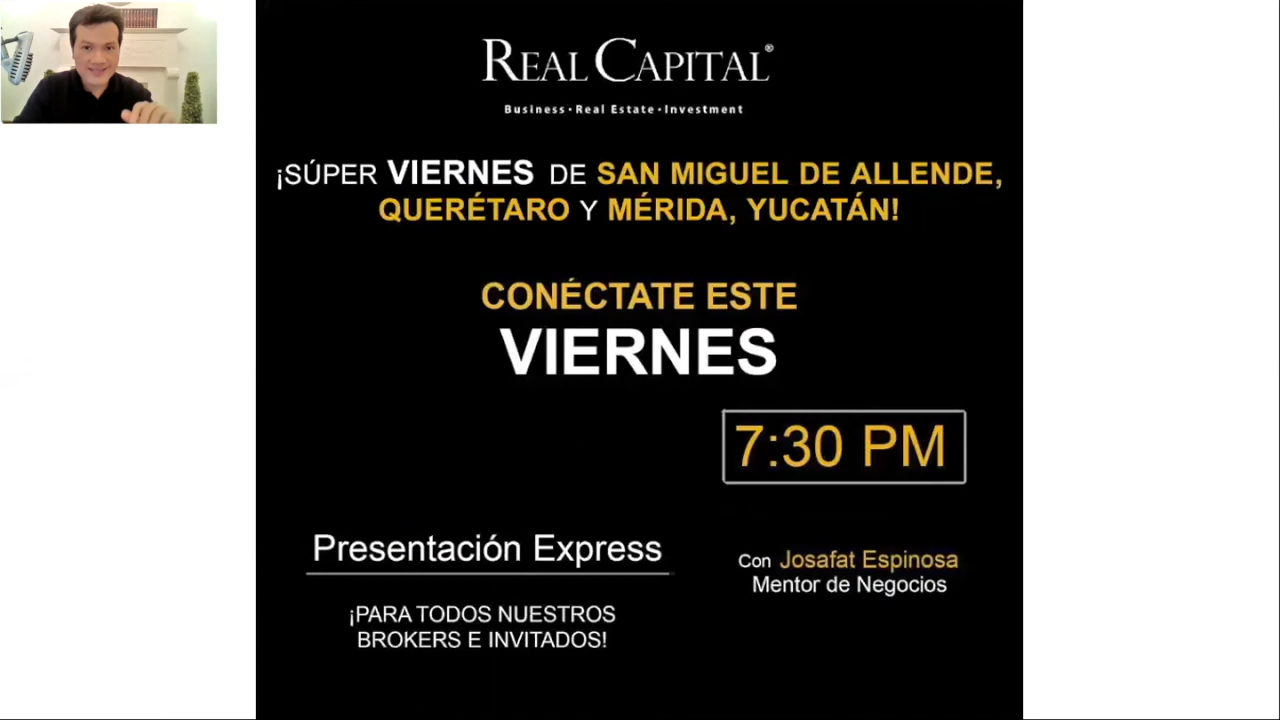 REAL CAPITAL®
Business • Real Estate • Investment
¡SÚPER VIERNES DE SAN MIGUEL DE ALLENDE,
QUERÉTARO Y MÉRIDA, YUCATÁN!
CONÉCTATE ESTE
VIERNES
7:30 PM
Presentación Express
Con Josafat Espinosa
Mentor de Negocios
¡PARA TODOS NUESTROS
BROKERS E INVITADOS!